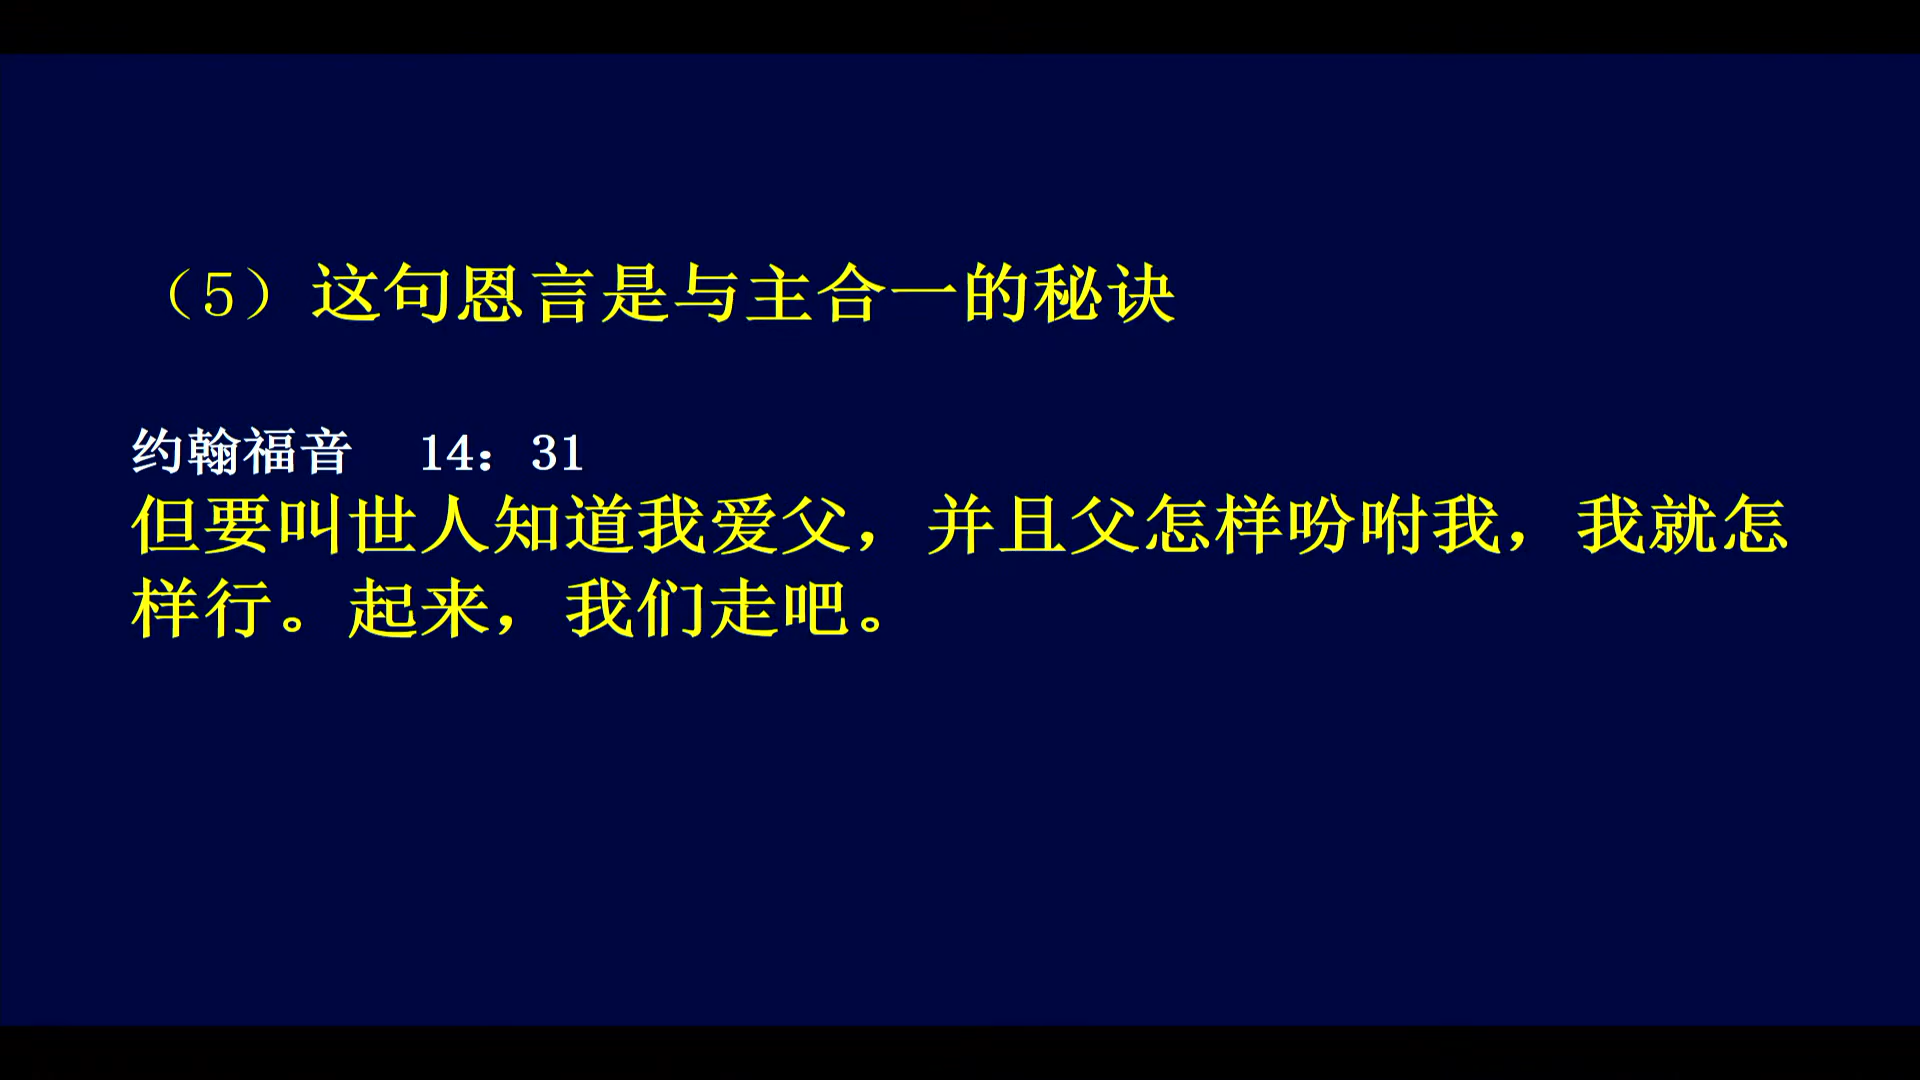 （5）这句恩言是与主合一的秘诀
约翰福音 14：31
但要叫世人知道我爱父，并且父怎样吩咐我，我就怎
样行。起来，我们走吧。